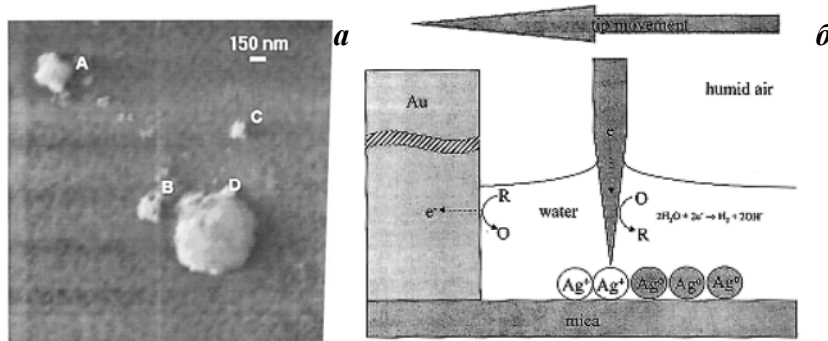 150 nm
A
C
B
D
а
б
tip movement
Au
humid air
e
e-
R
O
water
O
R
2H₂O + 2e⁻ → H₂ + 2OH⁻
Ag⁺ Ag⁺ Ag⁰ Ag⁰ Ag⁰
mica